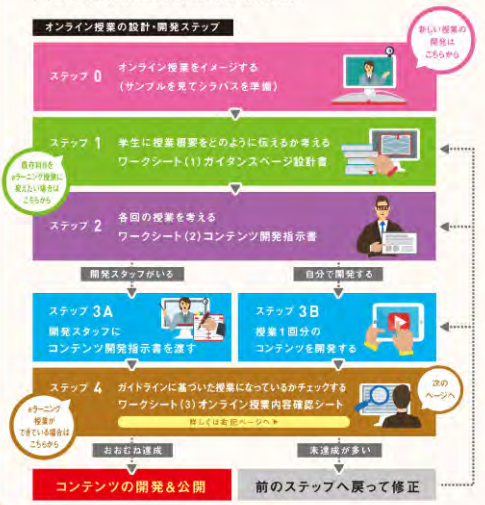 オンライン授業の設計・開発ステップ
新しい授業の
開発は
こちらから
ステップ 0
オンライン授業をイメージする
(サンプルを見てシラバスを準備)
ステップ 1
学生に授業概要をどのように伝えるか考える
ワークシート(1)ガイダンスページ設計書
既存科目を
eラーニング授業に
変えたい場合は
こちらから
ステップ 2
各回の授業を考える
ワークシート(2)コンテンツ開発指示書
開発スタッフがいる
自分で開発する
ステップ 3A
開発スタッフに
コンテンツ開発指示書を渡す
ステップ 3B
授業1回分の
コンテンツを開発する
ステップ 4
ガイドラインに基づいた授業になっているかチェックする
ワークシート(3)オンライン授業内容確認シート
詳しくは右記ページへ
次の
ページへ
eラーニング
授業が
できている場合は
こちらから
おおむね達成
未達成が多い
コンテンツの開発&公開
前のステップへ戻って修正